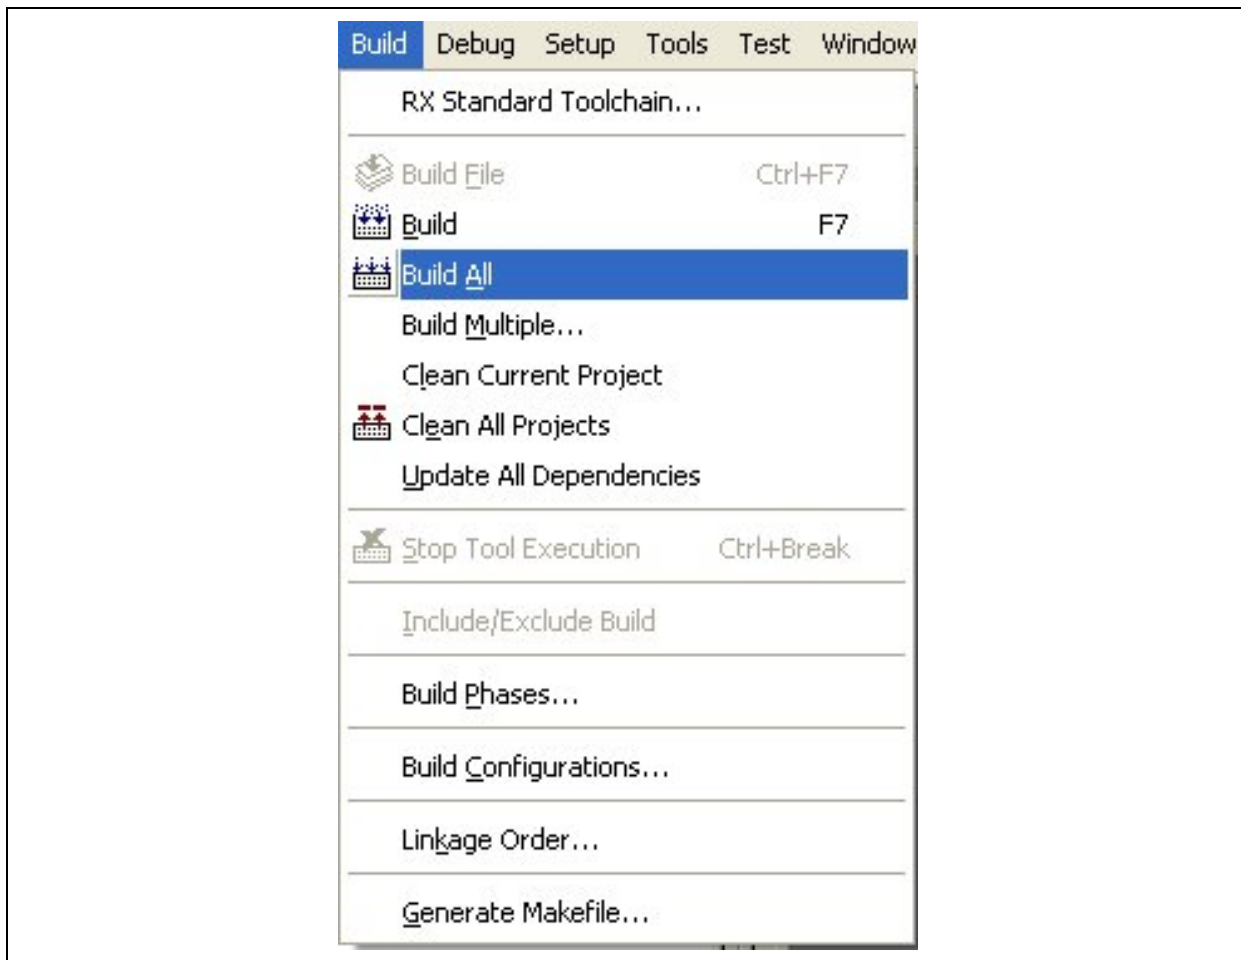 Build Debug Setup Tools Test Window
RX Standard Toolchain...
Build File Ctrl+F7
Build F7
Build All
Build Multiple...
Clean Current Project
Clean All Projects
Update All Dependencies
Stop Tool Execution Ctrl+Break
Include/Exclude Build
Build Phases...
Build Configurations...
Linkage Order...
Generate Makefile...